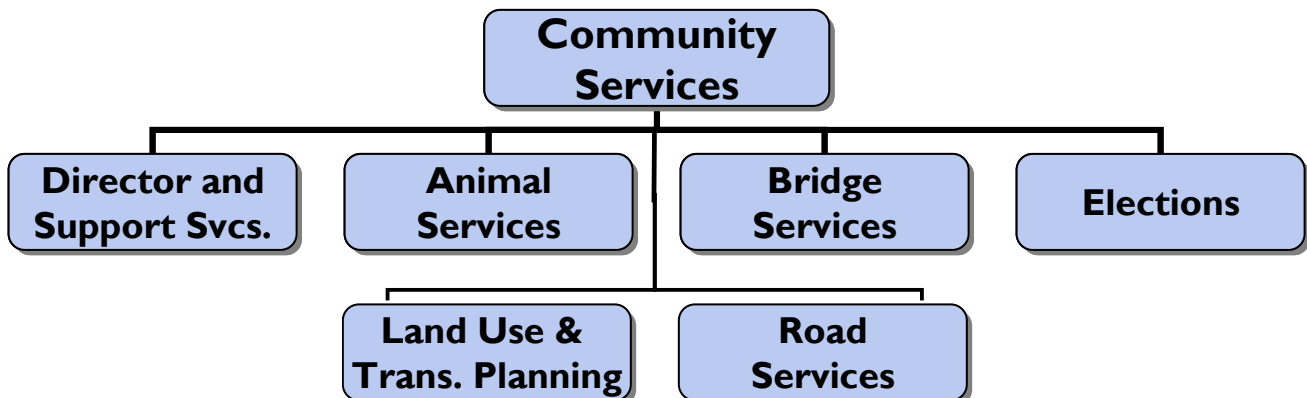 Community
Services
Director and
Support Svcs.
Animal
Services
Bridge
Services
Elections
Land Use &
Trans. Planning
Road
Services